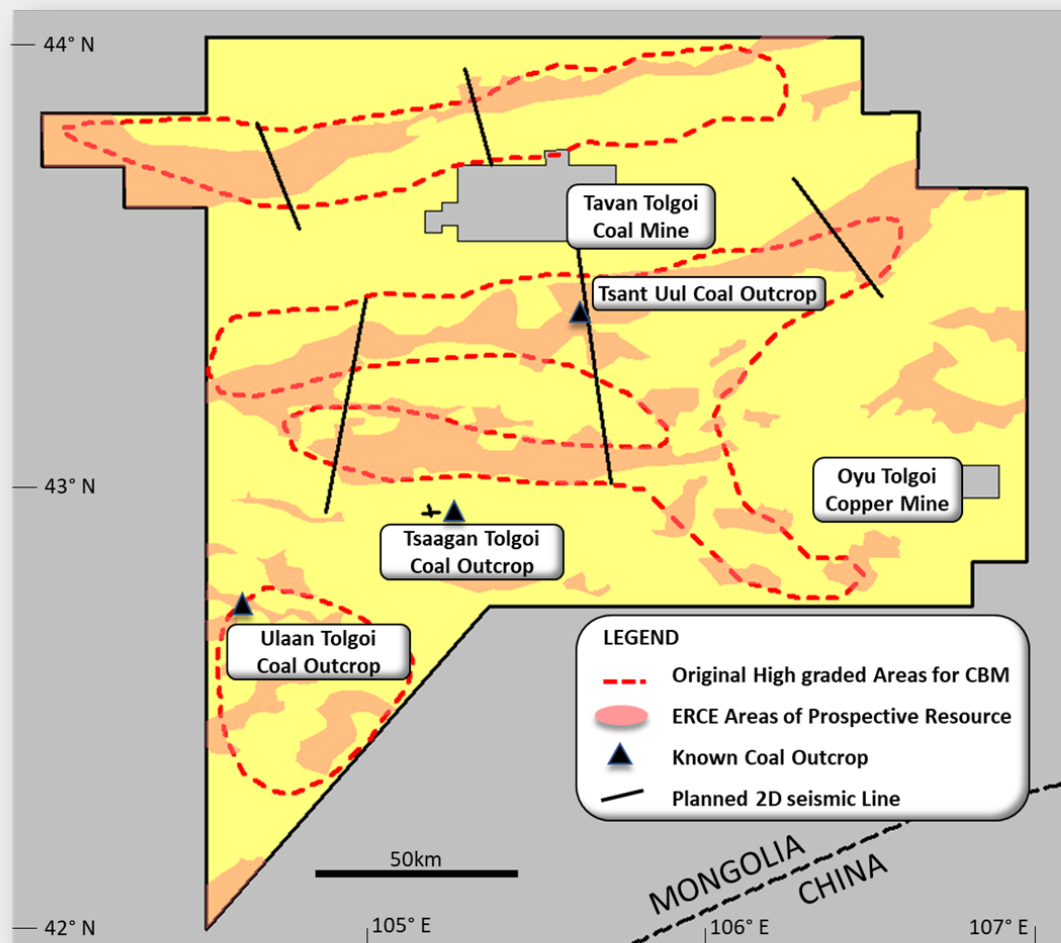 44° N
Tavan Tolgoi
Coal Mine
Tsant Uul Coal Outcrop
43° N
Oyu Tolgoi
Copper Mine
Tsaagan Tolgoi
Coal Outcrop
Ulaan Tolgoi
Coal Outcrop
LEGEND
Original High graded Areas for CBM
ERCE Areas of Prospective Resource
Known Coal Outcrop
Planned 2D seismic Line
50km
MONGOLIA
CHINA
42° N
105° E
106° E
107° E